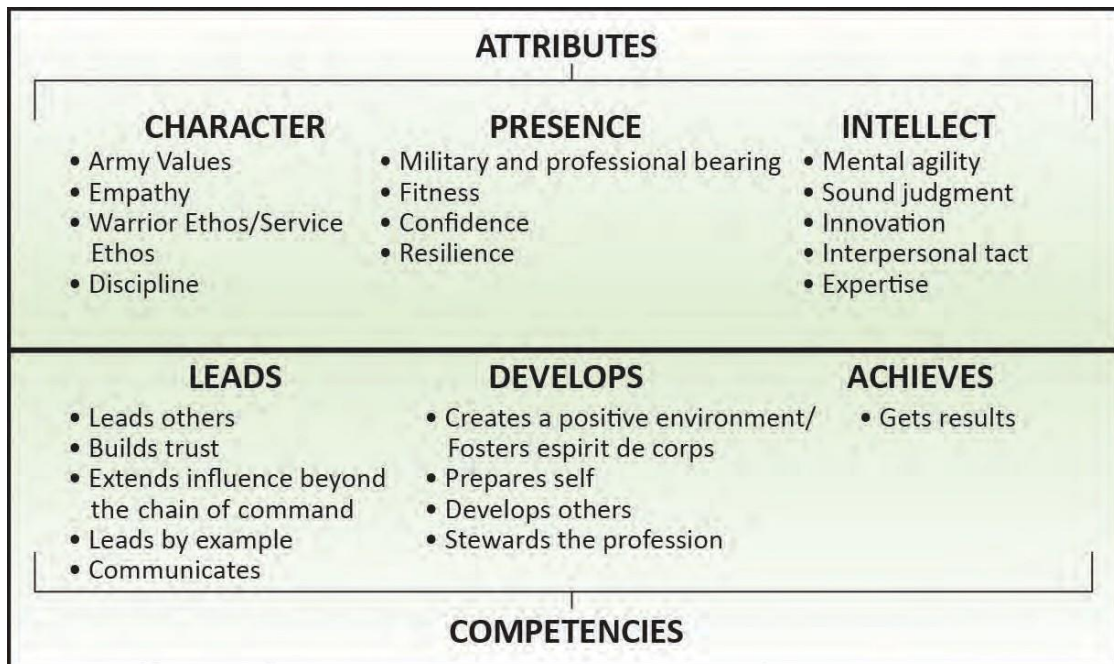 ATTRIBUTES
CHARACTER
• Army Values
• Empathy
• Warrior Ethos/Service
Ethos
• Discipline
PRESENCE
• Military and professional bearing
• Fitness
• Confidence
• Resilience
INTELLECT
• Mental agility
• Sound judgment
• Innovation
• Interpersonal tact
• Expertise
LEADS
• Leads others
• Builds trust
• Extends influence beyond
the chain of command
• Leads by example
• Communicates
DEVELOPS
• Creates a positive environment/
Fosters espirit de corps
• Prepares self
• Develops others
• Stewards the profession
ACHIEVES
• Gets results
COMPETENCIES